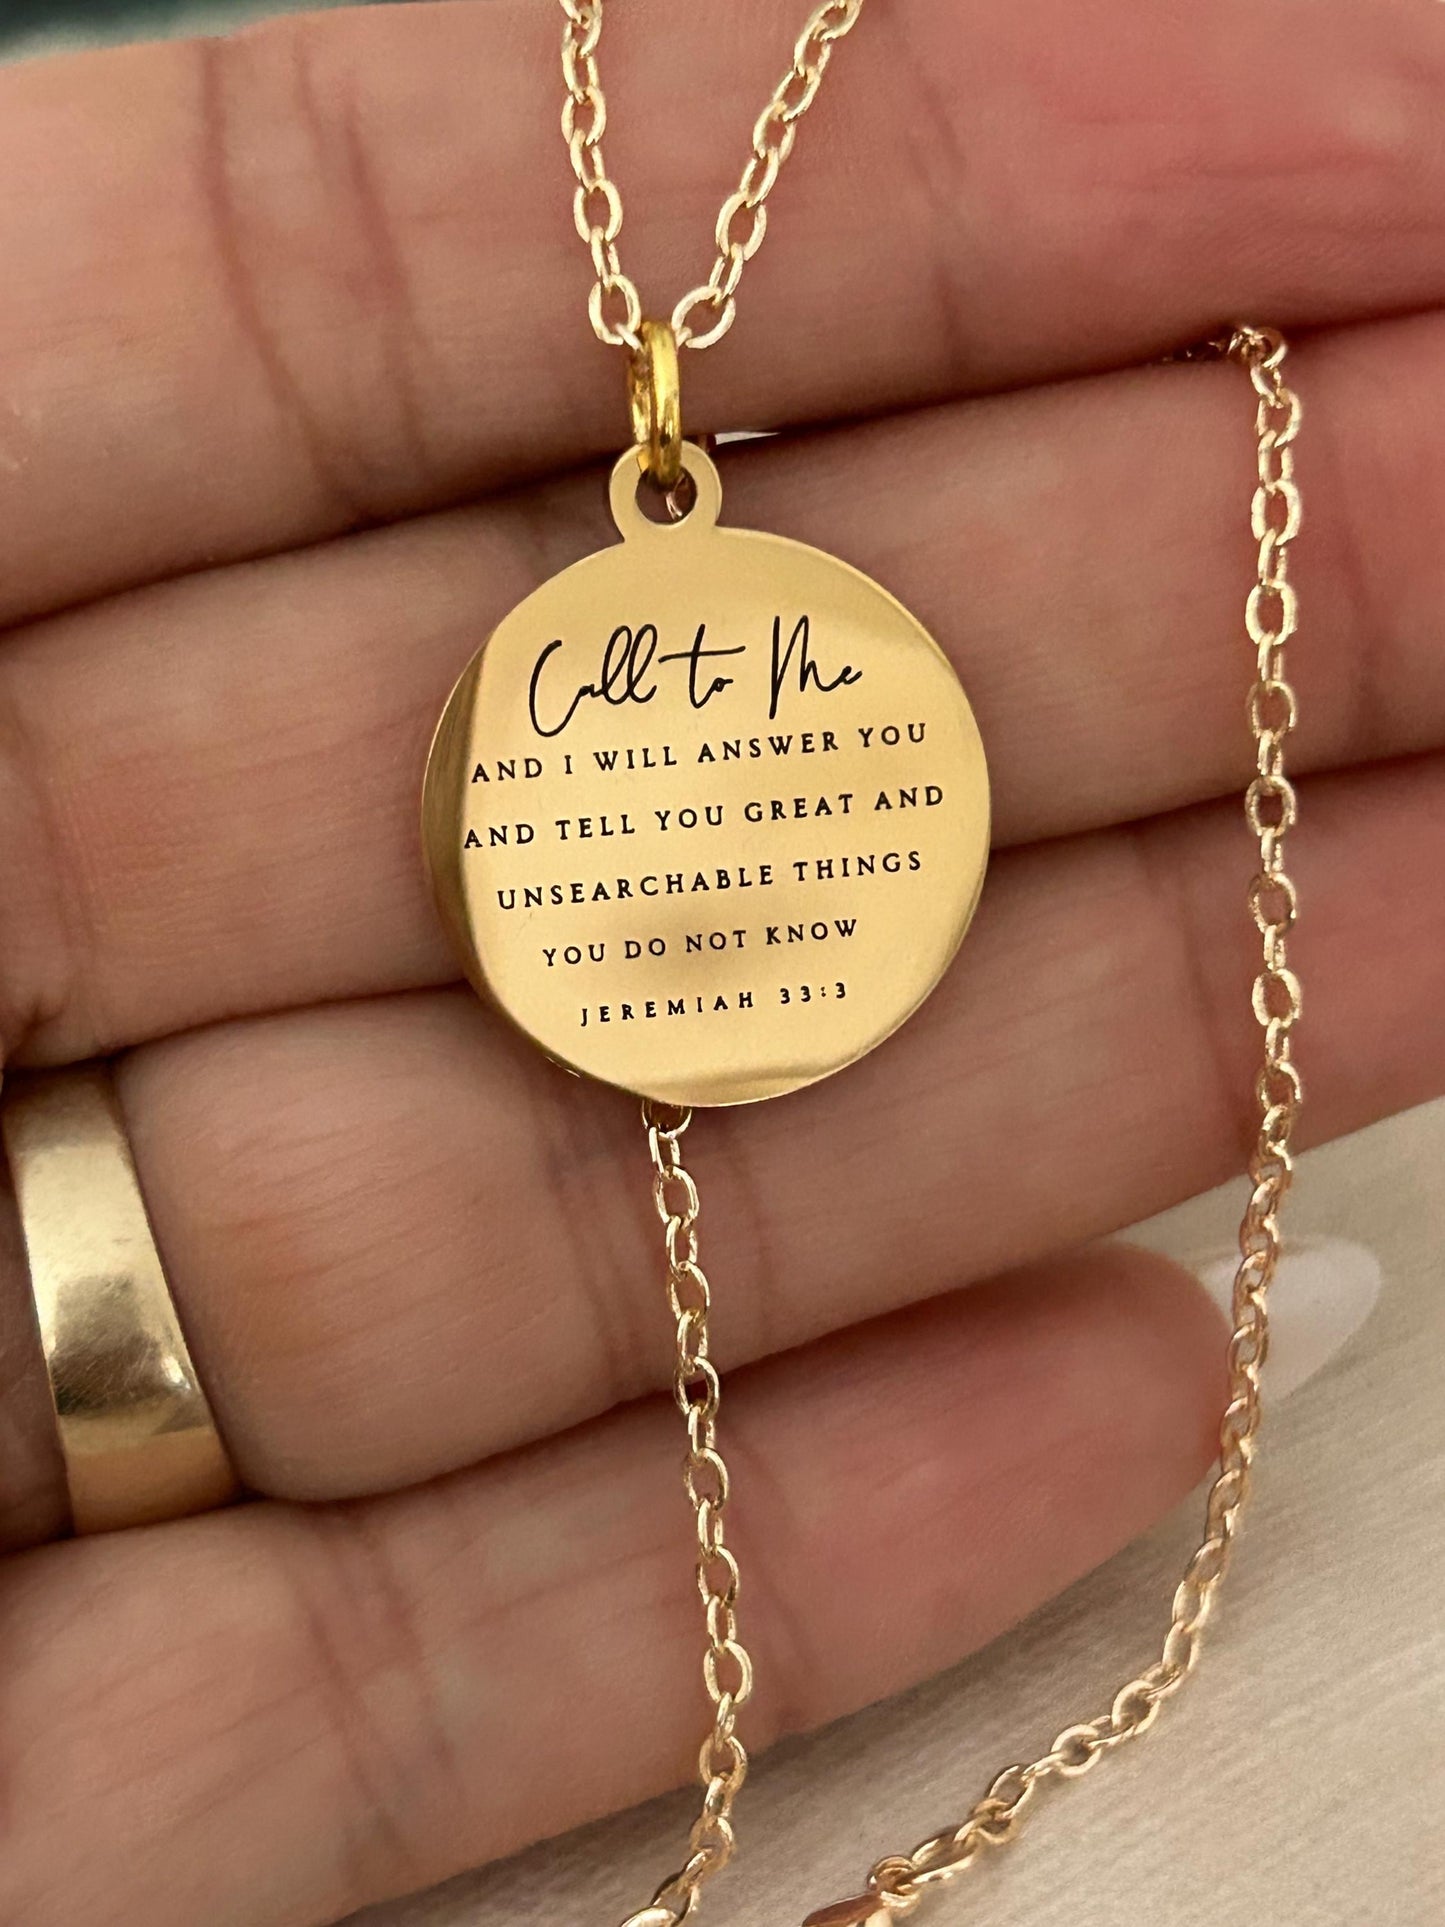 Call to Me
AND I WILL ANSWER YOU
AND TELL YOU GREAT AND
UNSEARCHABLE THINGS
YOU DO NOT KNOW
JEREMIAH 33:3